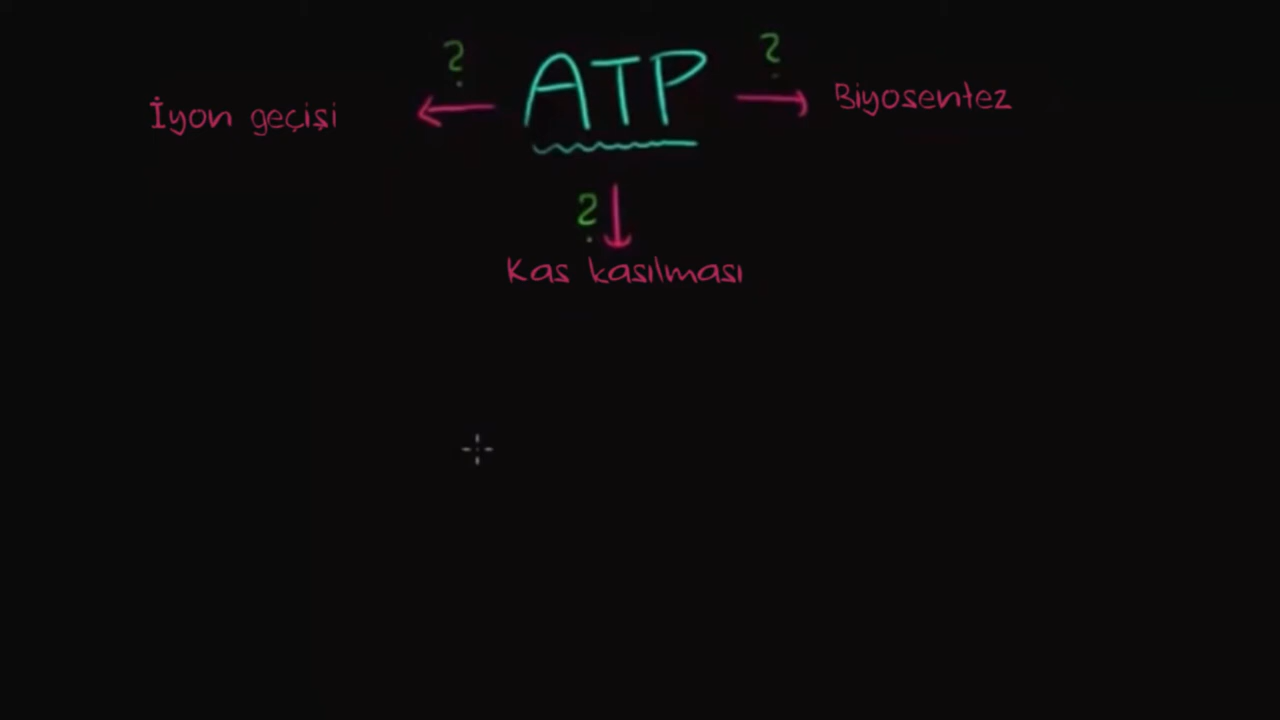 ? ATP ?
İyon geçişi
Biyosentez
?
Kas kasılması